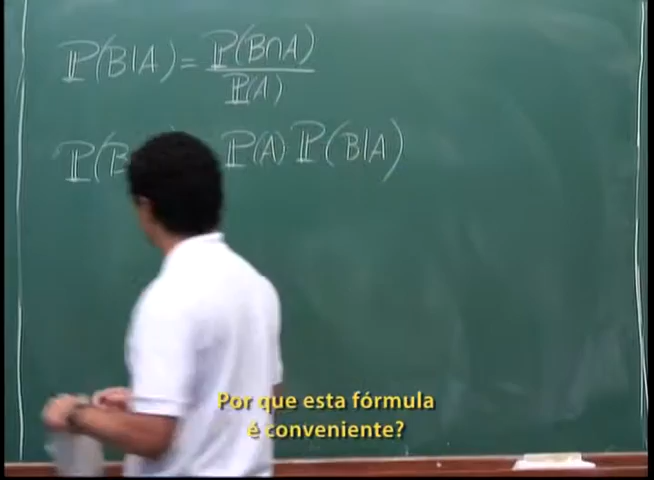 ℙ(B|A) = ℙ(B∩A)
ℙ(A)
ℙ(B ℙ(A) ℙ(B|A)
Por que esta fórmula
é conveniente?